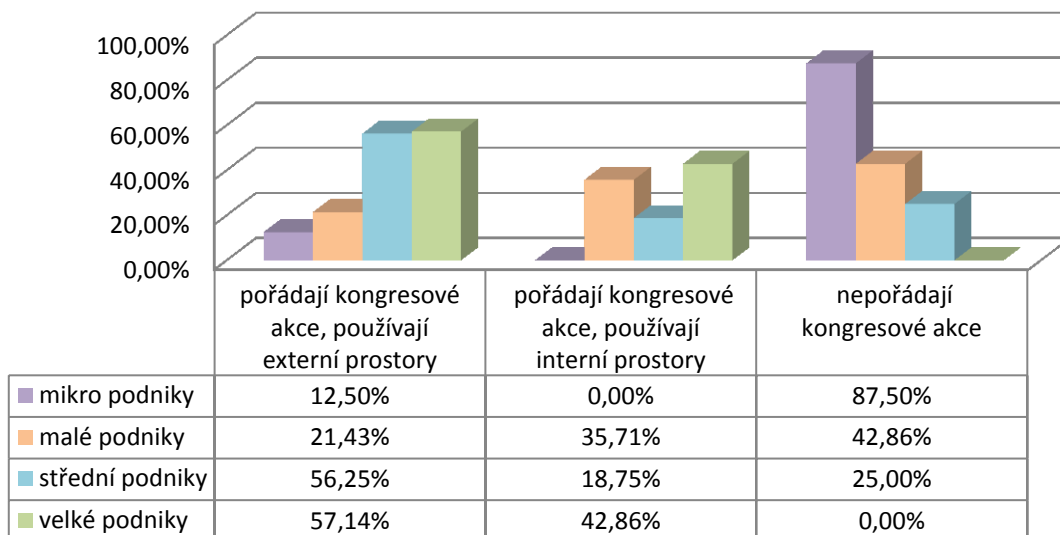 100,00%
80,00%
60,00%
40,00%
20,00%
0,00%
pořádají kongresové
akce, používají
externí prostory
pořádají kongresové
akce, používají
interní prostory
nepořádají
kongresové akce
mikro podniky 12,50% 0,00% 87,50%
malé podniky 21,43% 35,71% 42,86%
střední podniky 56,25% 18,75% 25,00%
velké podniky 57,14% 42,86% 0,00%